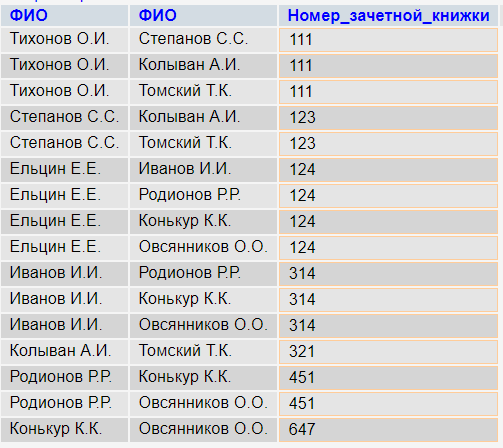 ФИО ФИО Номер_зачетной_книжки
Тихонов О.И. Степанов С.С. 111
Тихонов О.И. Колыван А.И. 111
Тихонов О.И. Томский Т.К. 111
Степанов С.С. Колыван А.И. 123
Степанов С.С. Томский Т.К. 123
Ельцин Е.Е. Иванов И.И. 124
Ельцин Е.Е. Родионов Р.Р. 124
Ельцин Е.Е. Конькур К.К. 124
Ельцин Е.Е. Овсянников О.О. 124
Иванов И.И. Родионов Р.Р. 314
Иванов И.И. Конькур К.К. 314
Иванов И.И. Овсянников О.О. 314
Колыван А.И. Томский Т.К. 321
Родионов Р.Р. Конькур К.К. 451
Родионов Р.Р. Овсянников О.О. 451
Конькур К.К. Овсянников О.О. 647